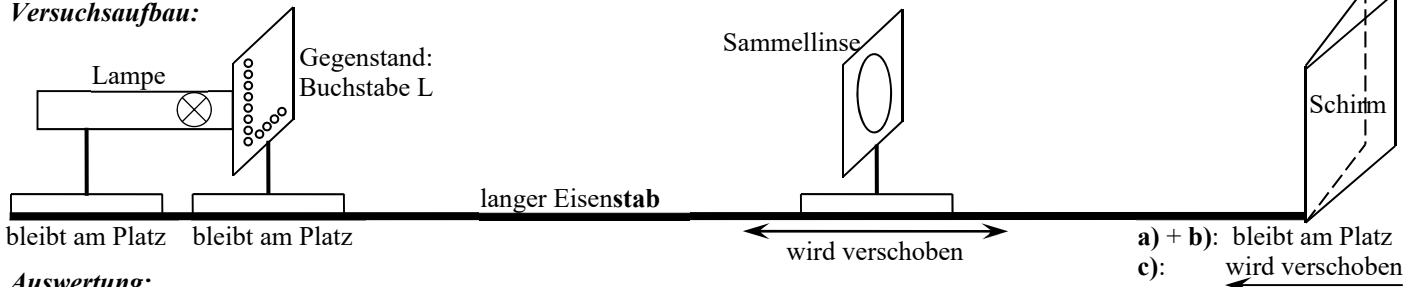 Versuchsaufbau:
Lampe
Gegenstand:
Buchstabe L
Sammellinse
Schirm
langer Eisenstab
bleibt am Platz
bleibt am Platz
wird verschoben
a) + b): bleibt am Platz
c): wird verschoben
Auswertung: